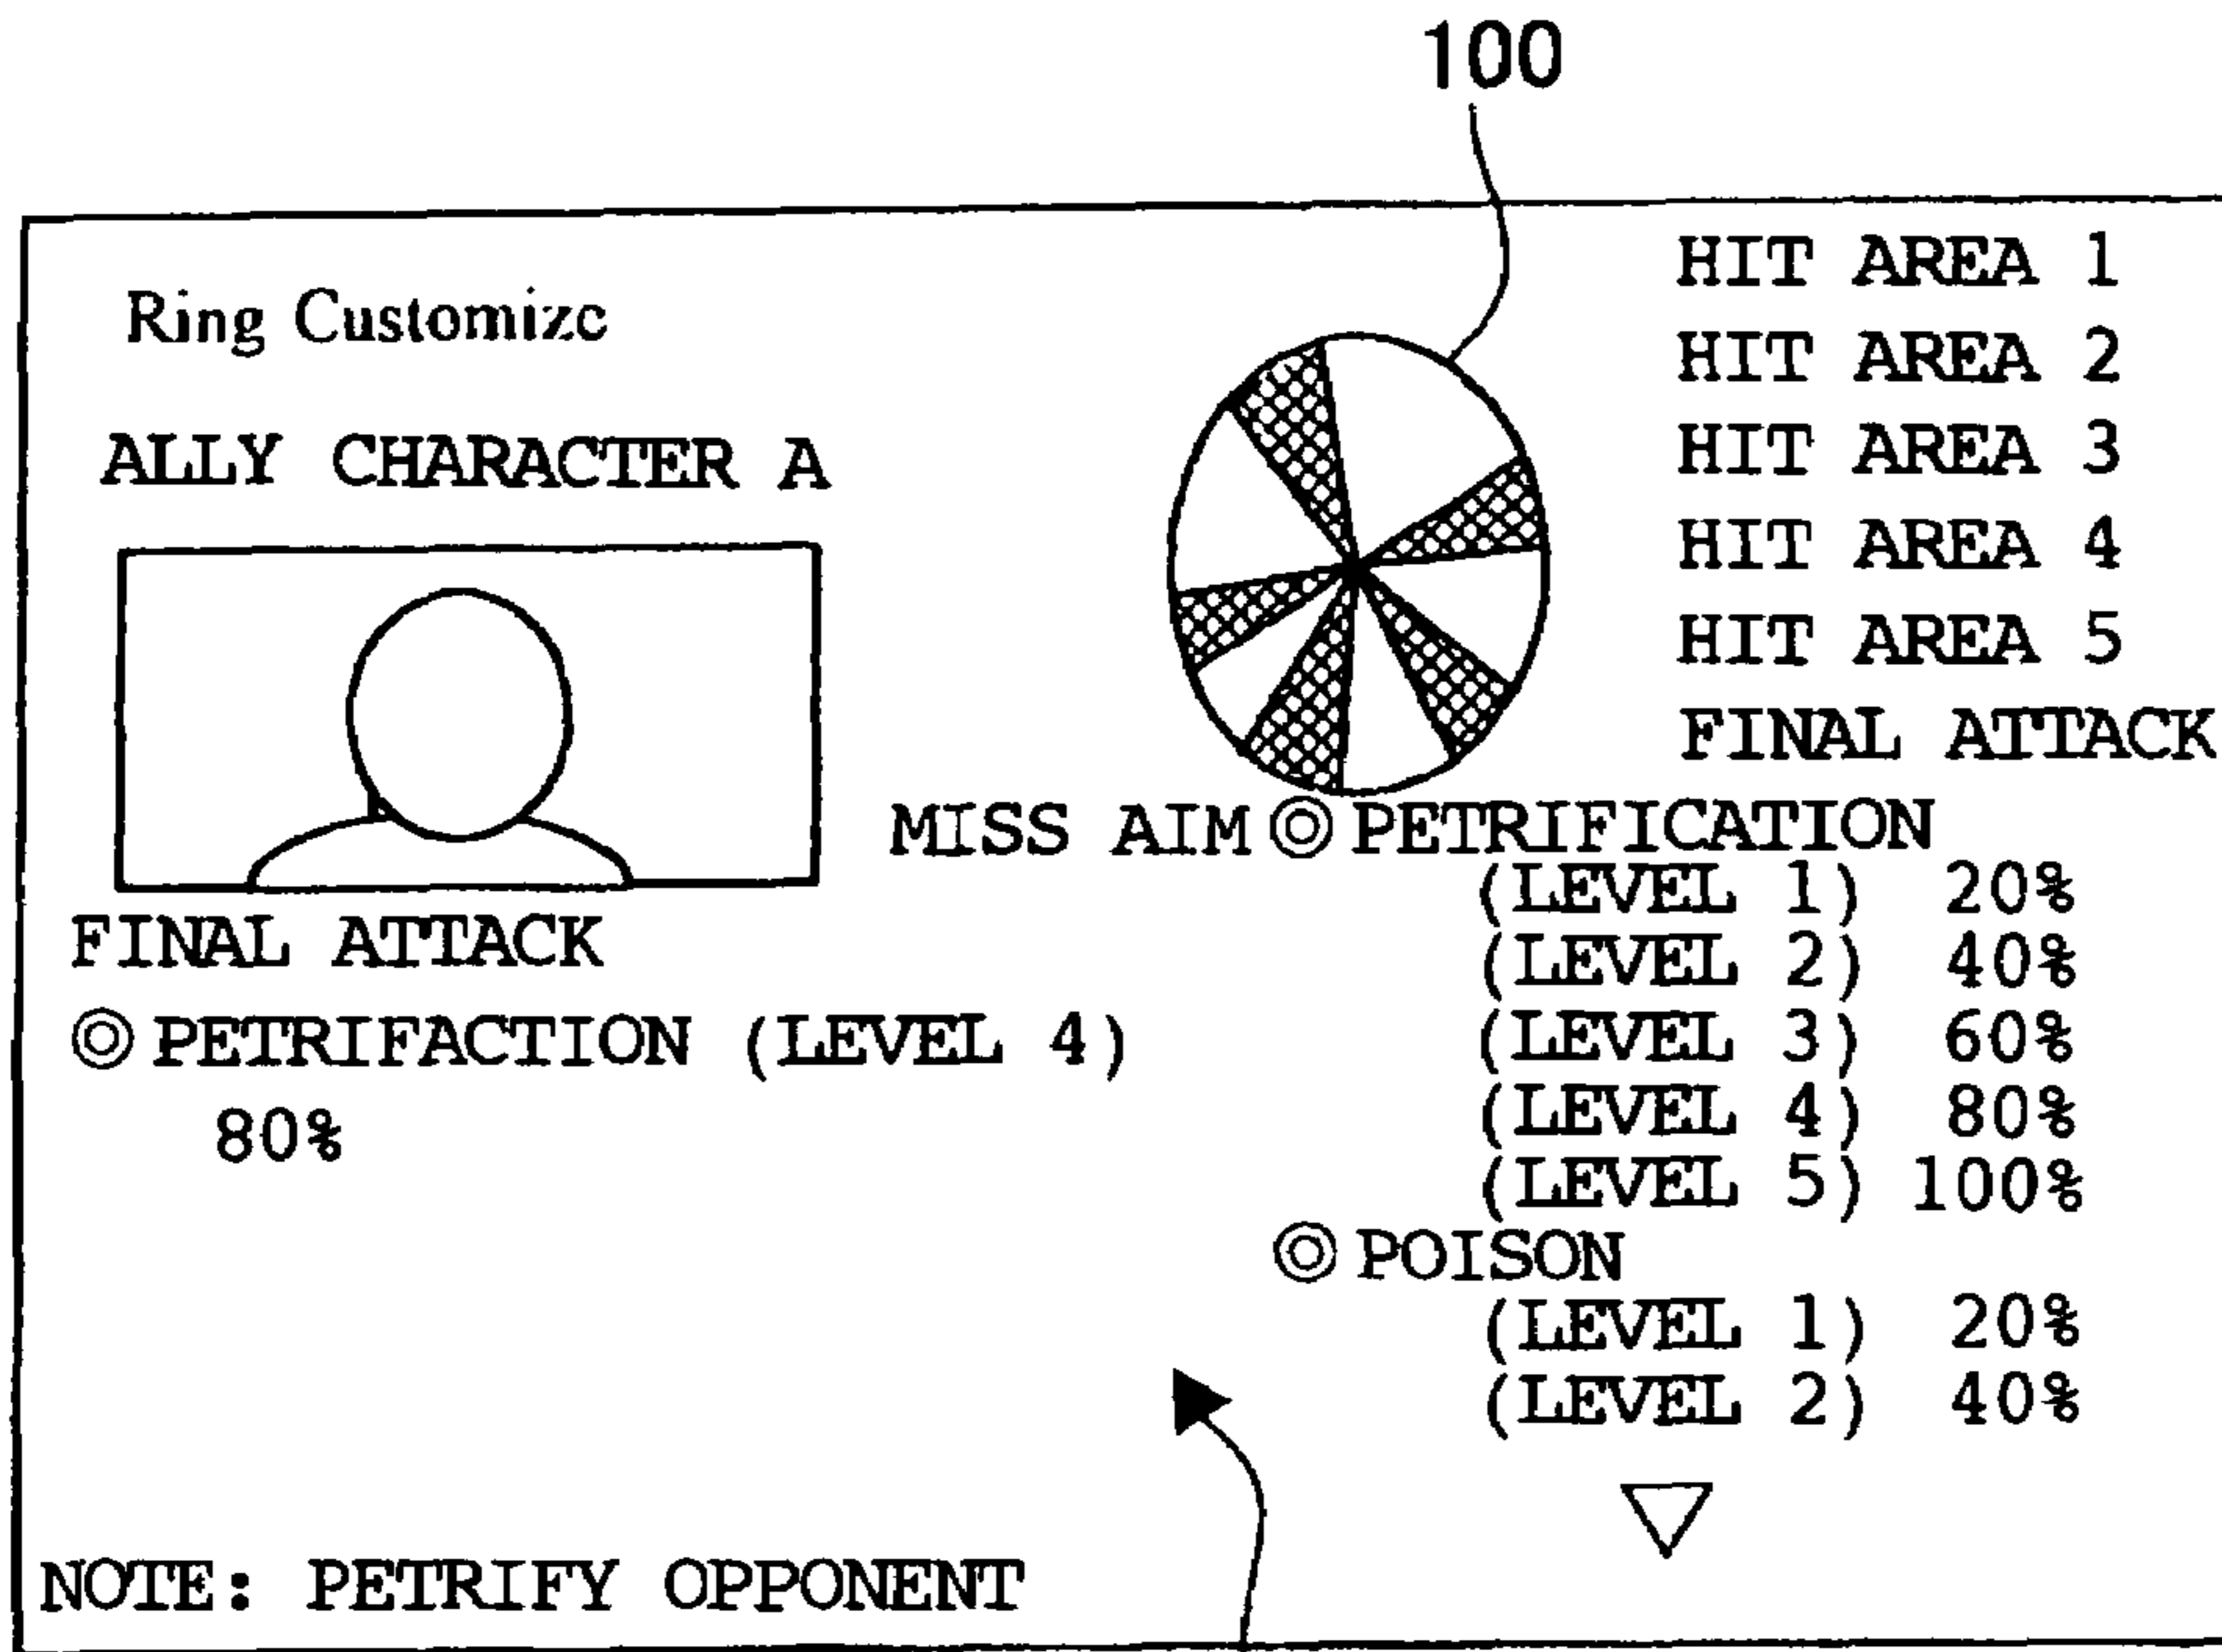 100
Ring Customize
ALLY CHARACTER A
HIT AREA 1
HIT AREA 2
HIT AREA 3
HIT AREA 4
HIT AREA 5
FINAL ATTACK
MISS AIM ◎ PETRIFICATION
(LEVEL 1) 20%
(LEVEL 2) 40%
(LEVEL 3) 60%
(LEVEL 4) 80%
(LEVEL 5) 100%
◎ POISON
(LEVEL 1) 20%
(LEVEL 2) 40%
FINAL ATTACK
◎ PETRIFACTION (LEVEL 4)
80%
NOTE: PETRIFY OPPONENT